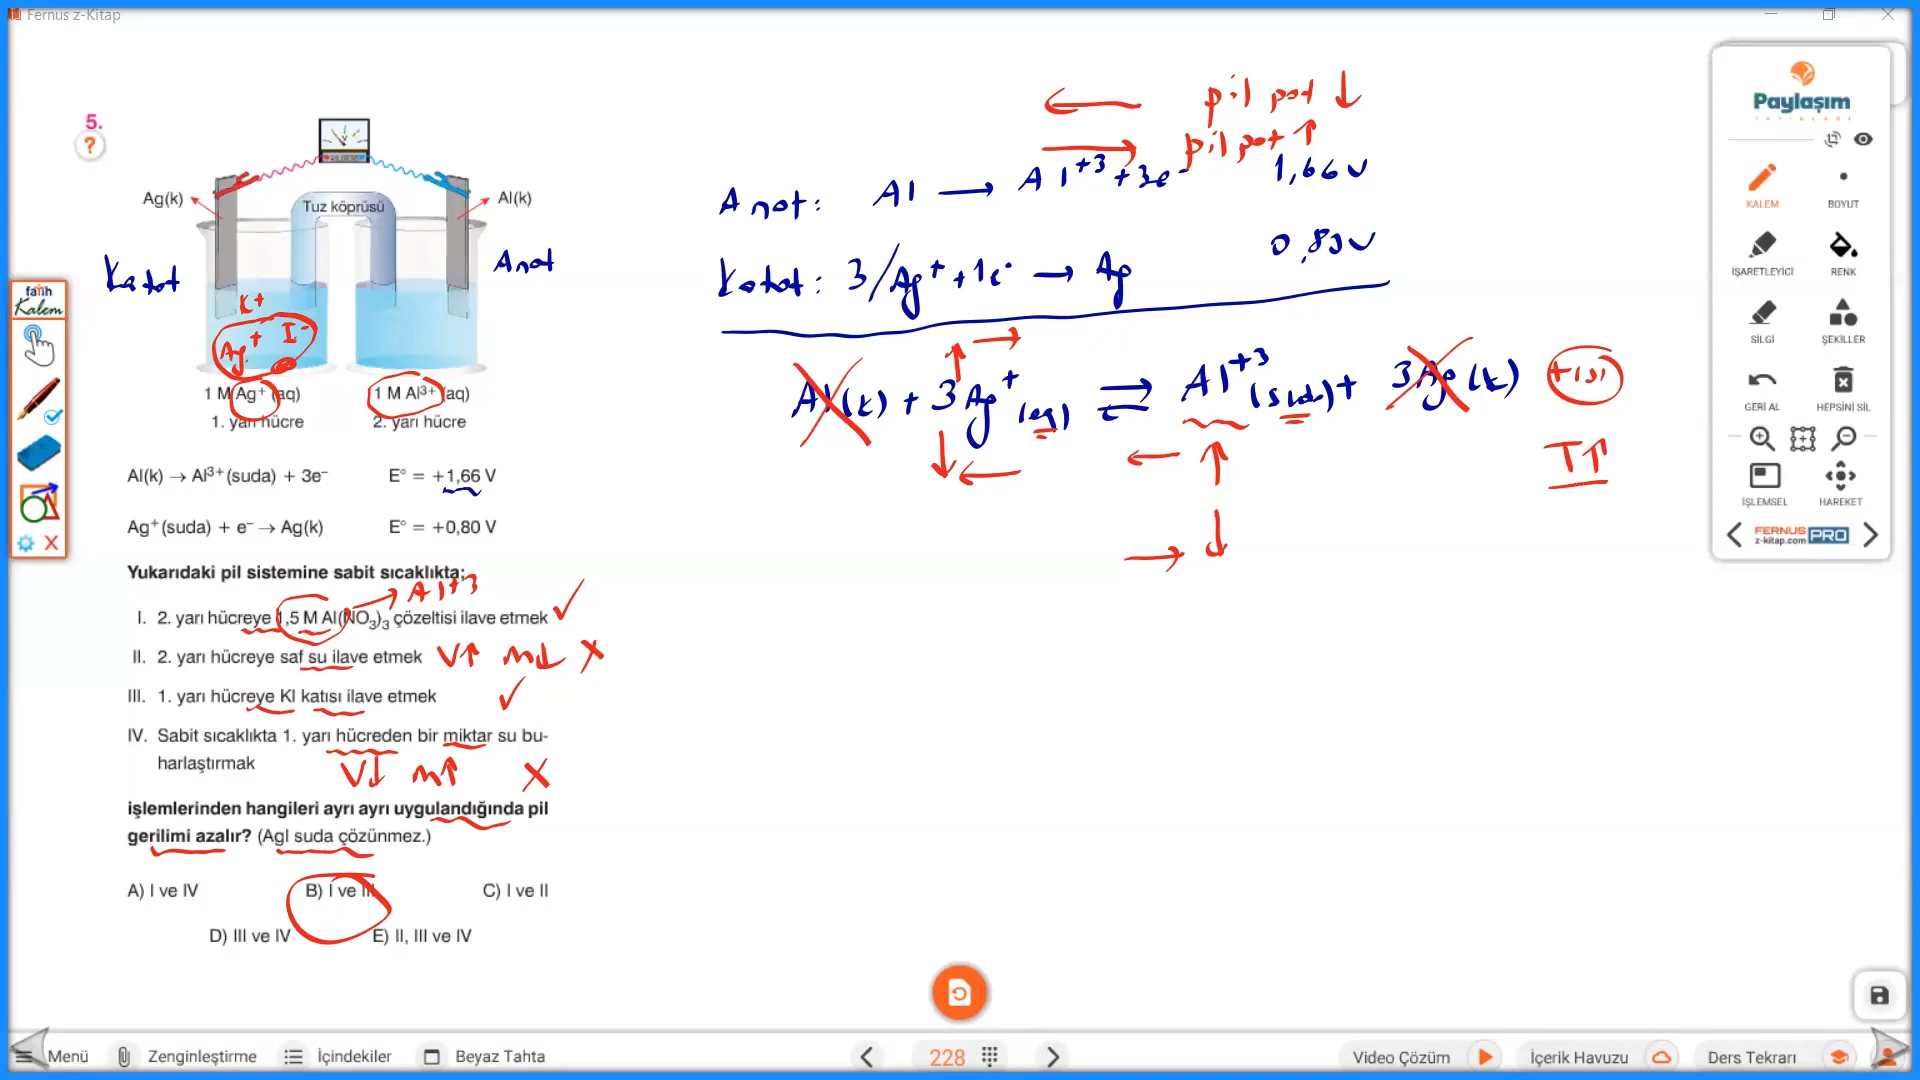 Fernus z-Kitap
5.
?
Ag(k)
Tuz köprüsü
Al(k)
Katot
Anot
K+
Ag+ I-
1 M Ag⁺ (aq)
1 M Al³⁺ (aq)
1. yarı hücre
2. yarı hücre
Al(k) → Al³⁺ (suda) + 3e⁻ E° = +1,66 V
Ag⁺ (suda) + e⁻ → Ag(k) E° = +0,80 V
Yukarıdaki pil sistemine sabit sıcaklıkta;
Al+3
I. 2. yarı hücreye 1,5 M Al(NO₃)₃ çözeltisi ilave etmek ✓
II. 2. yarı hücreye saf su ilave etmek V↑ M↓ X
III. 1. yarı hücreye KI katısı ilave etmek ✓
IV. Sabit sıcaklıkta 1. yarı hücreden bir miktar su bu-
harlaştırmak V↓ M↑ X
işlemlerinden hangileri ayrı ayrı uygulandığında pil
gerilimi azalır? (AgI suda çözünmez.)
A) I ve IV B) I ve III C) I ve II
D) III ve IV E) II, III ve IV
← pil pot ↓
→ pil pot ↑
Anot: Al → Al+3 + 3e- 1,66V
Katot: 3/Ag+ + 1e- → Ag 0,80V
Al(k) + 3Ag+ (aq) ⇌ Al+3 (suda) + 3Ag(k) +ısı
T↑
fatih
Kalem
Paylaşım
YAYINLARI
KALEM
BOYUT
İŞARETLEYİCİ
RENK
SİLGİ
ŞEKİLLER
GERİ AL
HEPSİNİ SİL
İŞLEMSEL
HAREKET
FERNUS
z-kitap.com PRO
Menü
Zenginleştirme
İçindekiler
Beyaz Tahta
228
Video Çözüm
İçerik Havuzu
Ders Tekrarı